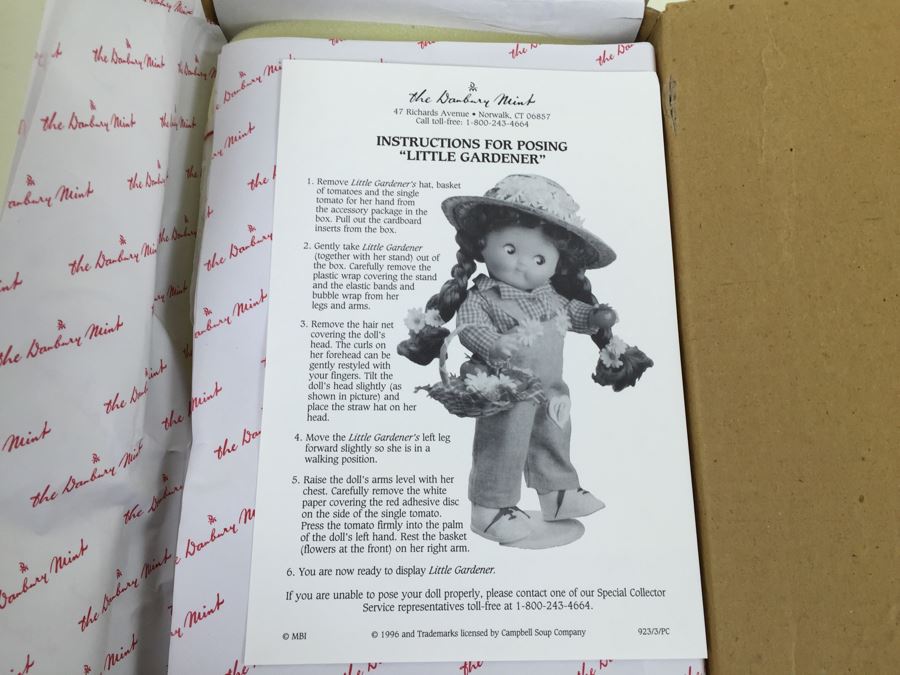 the Danbury Mint
47 Richards Avenue • Norwalk, CT 06857
Call toll-free: 1-800-243-4664
INSTRUCTIONS FOR POSING
"LITTLE GARDENER"
1. Remove Little Gardener's hat, basket
of tomatoes and the single
tomato for her hand from
the accessory package in the
box. Pull out the cardboard
inserts from the box.
2. Gently take Little Gardener
(together with her stand) out of
the box. Carefully remove the
plastic wrap covering the stand
and the elastic bands and
bubble wrap from her
legs and arms.
3. Remove the hair net
covering the doll's
head. The curls on
her forehead can be
gently restyled with
your fingers. Tilt the
doll's head slightly (as
shown in picture) and
place the straw hat on her
head.
4. Move the Little Gardener's left leg
forward slightly so she is in a
walking position.
5. Raise the doll's arms level with her
chest. Carefully remove the white
paper covering the red adhesive disc
on the side of the single tomato.
Press the tomato firmly into the palm
of the doll's left hand. Rest the basket
(flowers at the front) on her right arm.
6. You are now ready to display Little Gardener.
If you are unable to pose your doll properly, please contact one of our Special Collector
Service representatives toll-free at 1-800-243-4664.
© MBI © 1996 and Trademarks licensed by Campbell Soup Company 923/3/PC
the Danbury Mint
the Danbury Mint
the Danbury Mint
the Danbury Mint
the Danbury Mint
the Danbury Mint